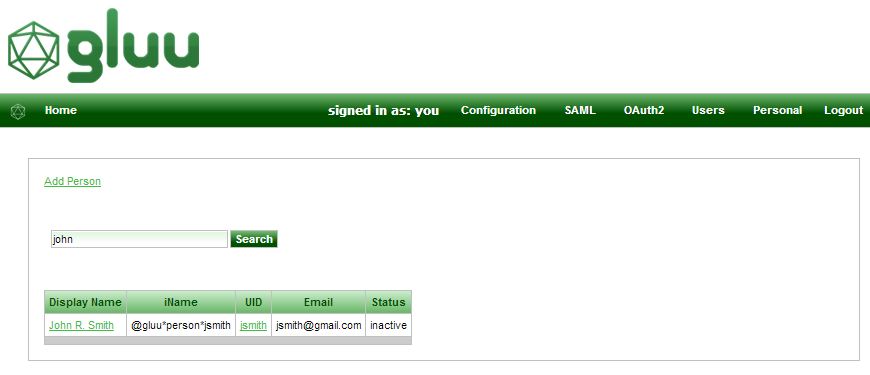 gluu
Home signed in as: you Configuration SAML OAuth2 Users Personal Logout
Add Person
john Search
Display Name iName UID Email Status
John R. Smith @gluu*person*jsmith jsmith jsmith@gmail.com inactive